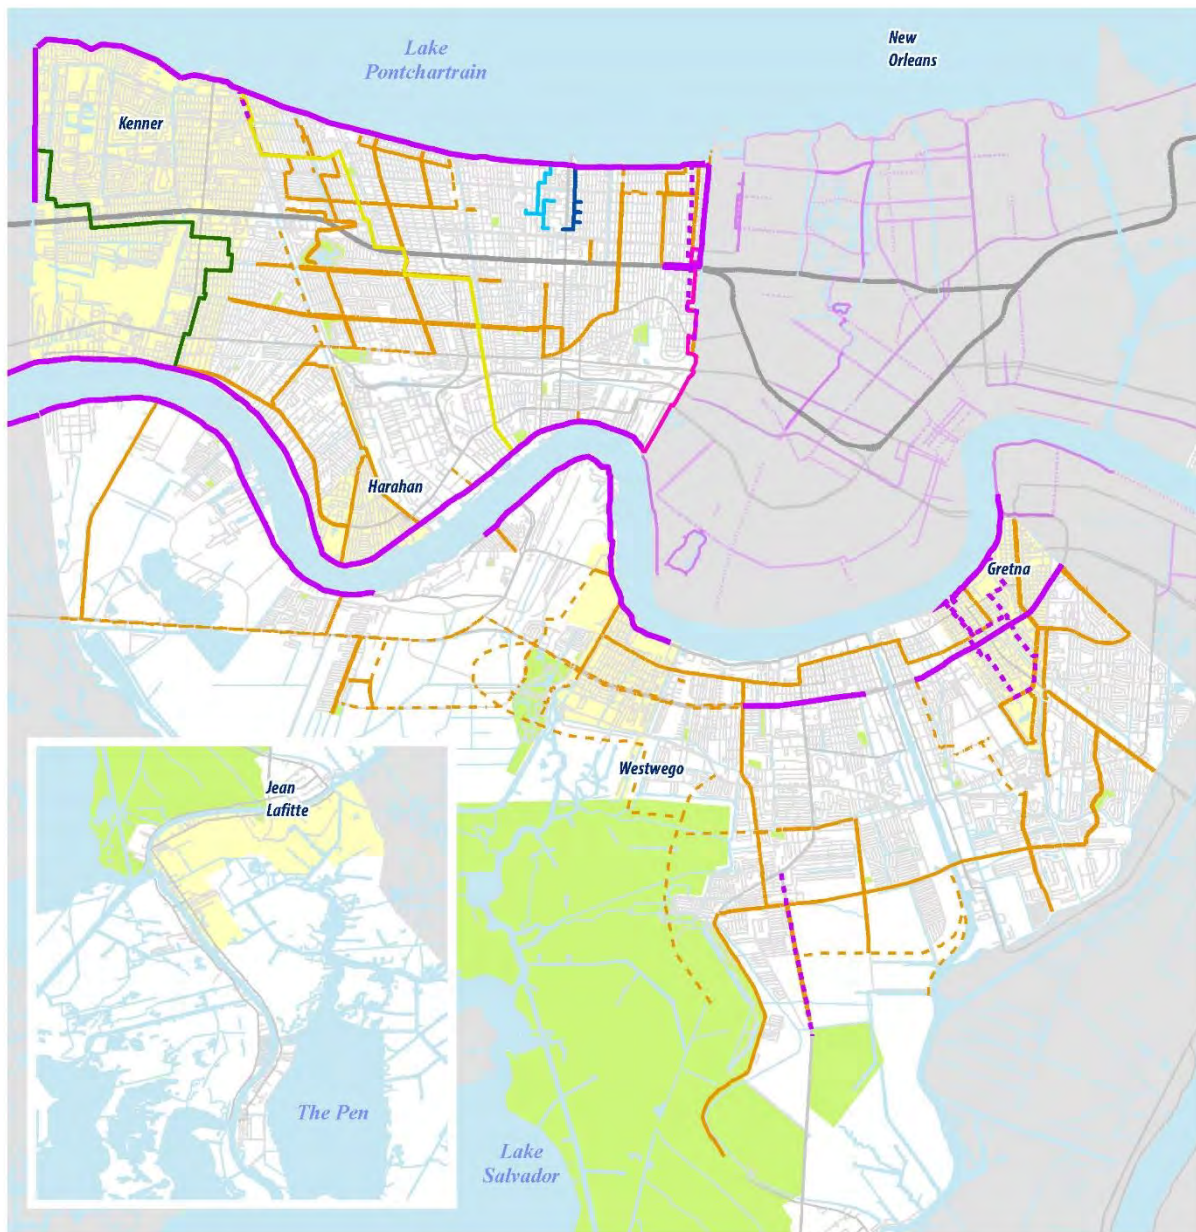 Lake
Pontchartrain
New
Orleans
Kenner
Harahan
Gretna
Westwego
Jean
Lafitte
The Pen
Lake
Salvador